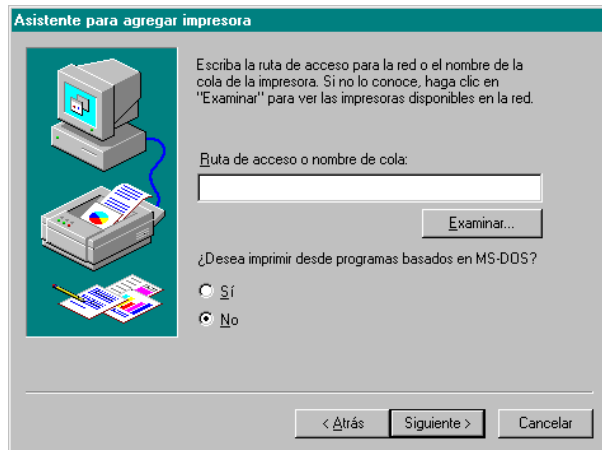 Asistente para agregar impresora
Escriba la ruta de acceso para la red o el nombre de la
cola de la impresora. Si no lo conoce, haga clic en
"Examinar" para ver las impresoras disponibles en la red.
Ruta de acceso o nombre de cola:
Examinar...
¿Desea imprimir desde programas basados en MS-DOS?
Sí
No
< Atrás
Siguiente >
Cancelar